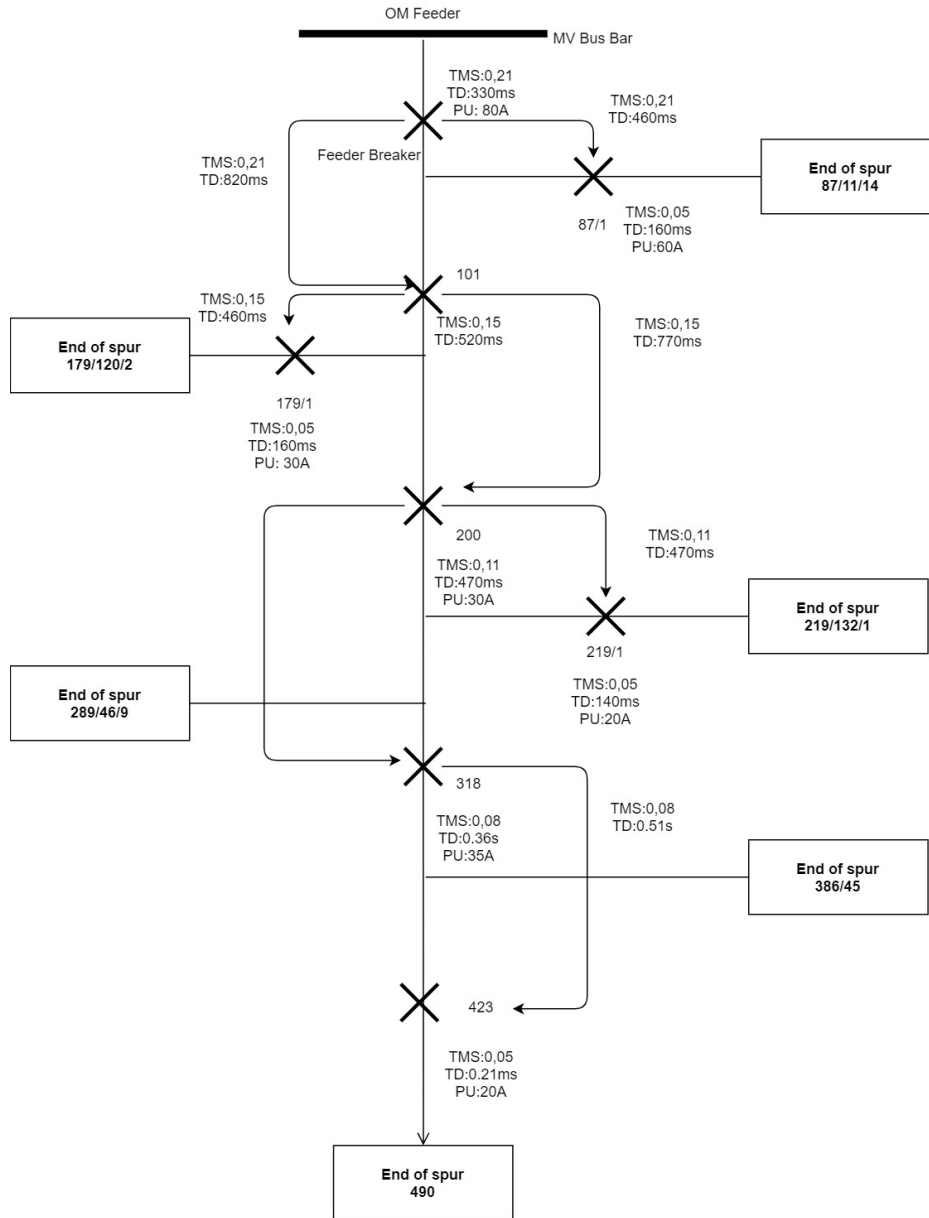 OM Feeder
MV Bus Bar
TMS:0,21
TD:330ms
PU: 80A
TMS:0,21
TD:460ms
Feeder Breaker
TMS:0,21
TD:820ms
End of spur
87/11/14
87/1
TMS:0,05
TD:160ms
PU:60A
101
TMS:0,15
TD:460ms
TMS:0,15
TD:520ms
TMS:0,15
TD:770ms
End of spur
179/120/2
179/1
TMS:0,05
TD:160ms
PU: 30A
200
TMS:0,11
TD:470ms
PU:30A
TMS:0,11
TD:470ms
End of spur
219/132/1
219/1
TMS:0,05
TD:140ms
PU:20A
End of spur
289/46/9
318
TMS:0,08
TD:0.36s
PU:35A
TMS:0,08
TD:0.51s
End of spur
386/45
423
TMS:0,05
TD:0.21ms
PU:20A
End of spur
490